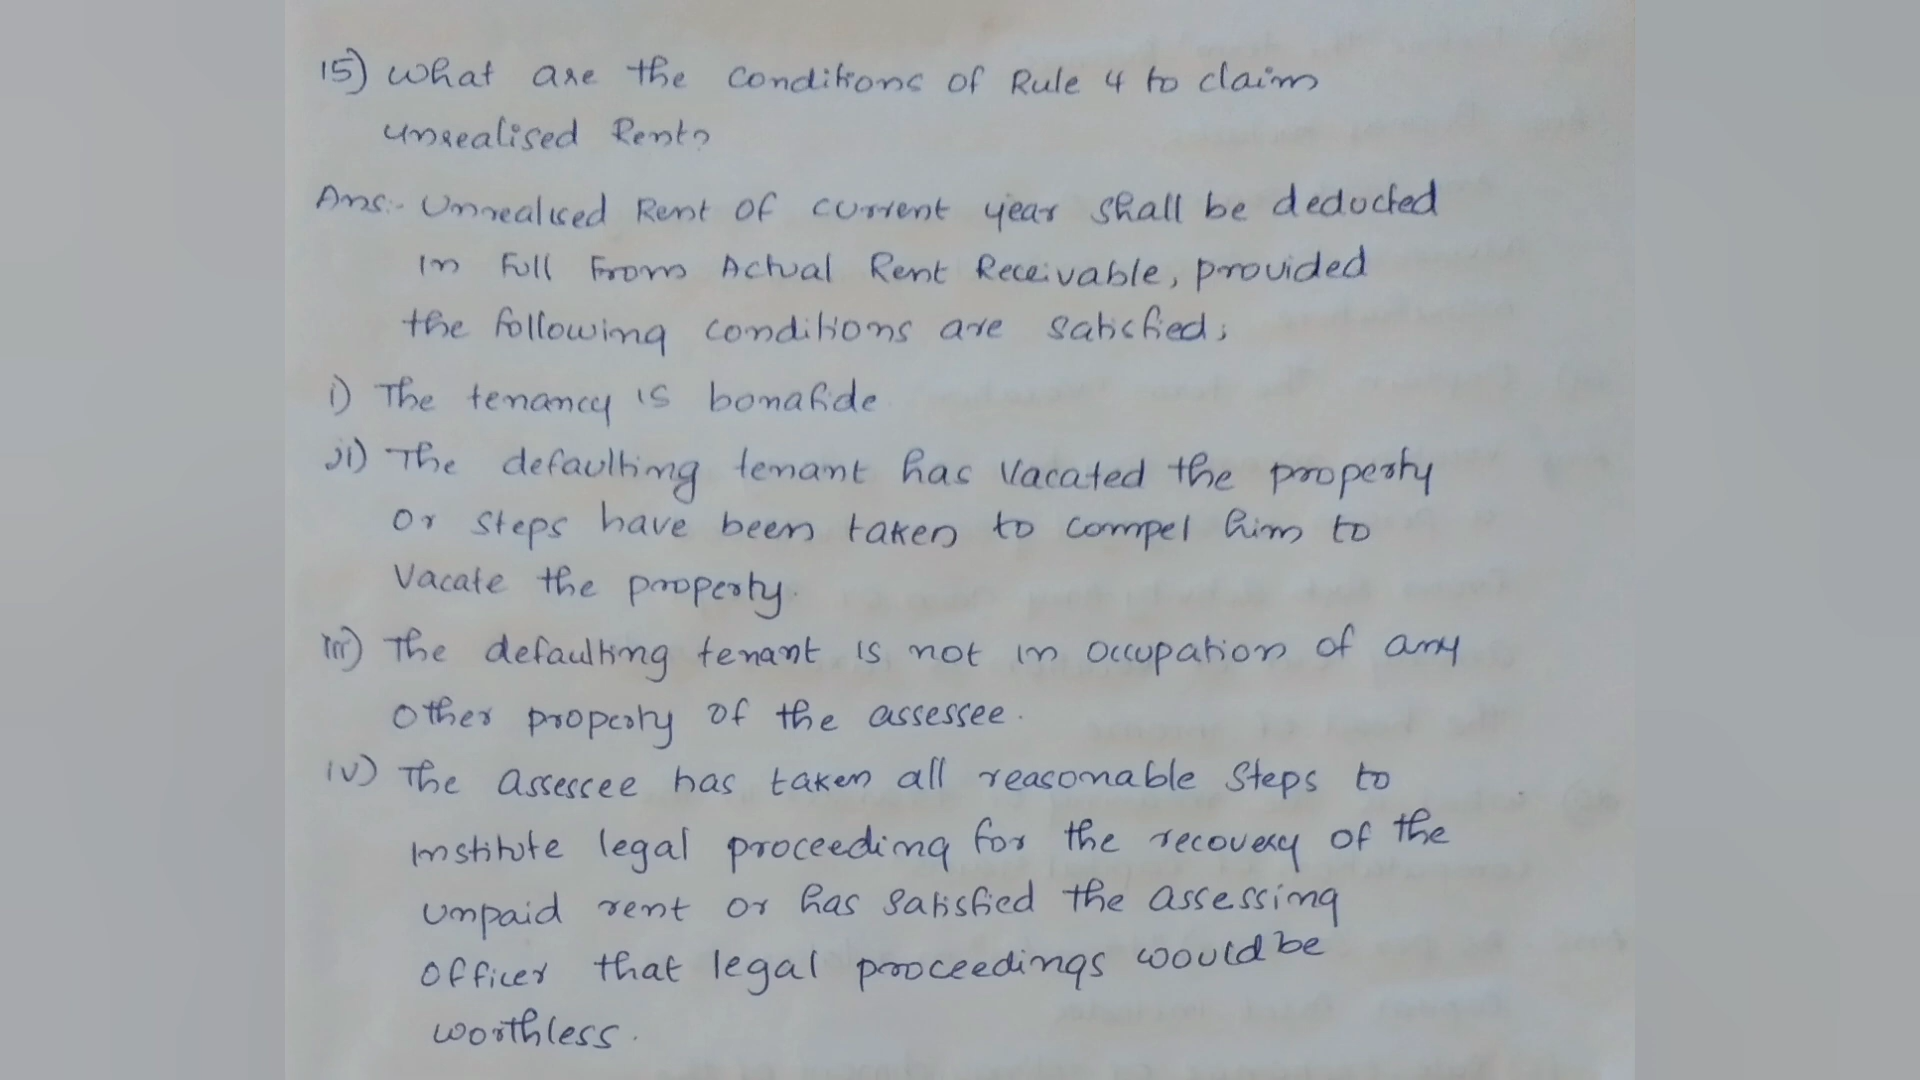 15) What are the conditions of Rule 4 to claim
unrealised Rent?
Ans:- Unrealised Rent of current year shall be deducted
in full from Actual Rent Receivable, provided
the following conditions are satisfied;
i) The tenancy is bonafide
ii) The defaulting tenant has vacated the property
or steps have been taken to compel him to
vacate the property.
iii) The defaulting tenant is not in occupation of any
other property of the assessee.
iv) The assessee has taken all reasonable steps to
institute legal proceeding for the recovery of the
unpaid rent or has satisfied the assessing
officer that legal proceedings would be
worthless.